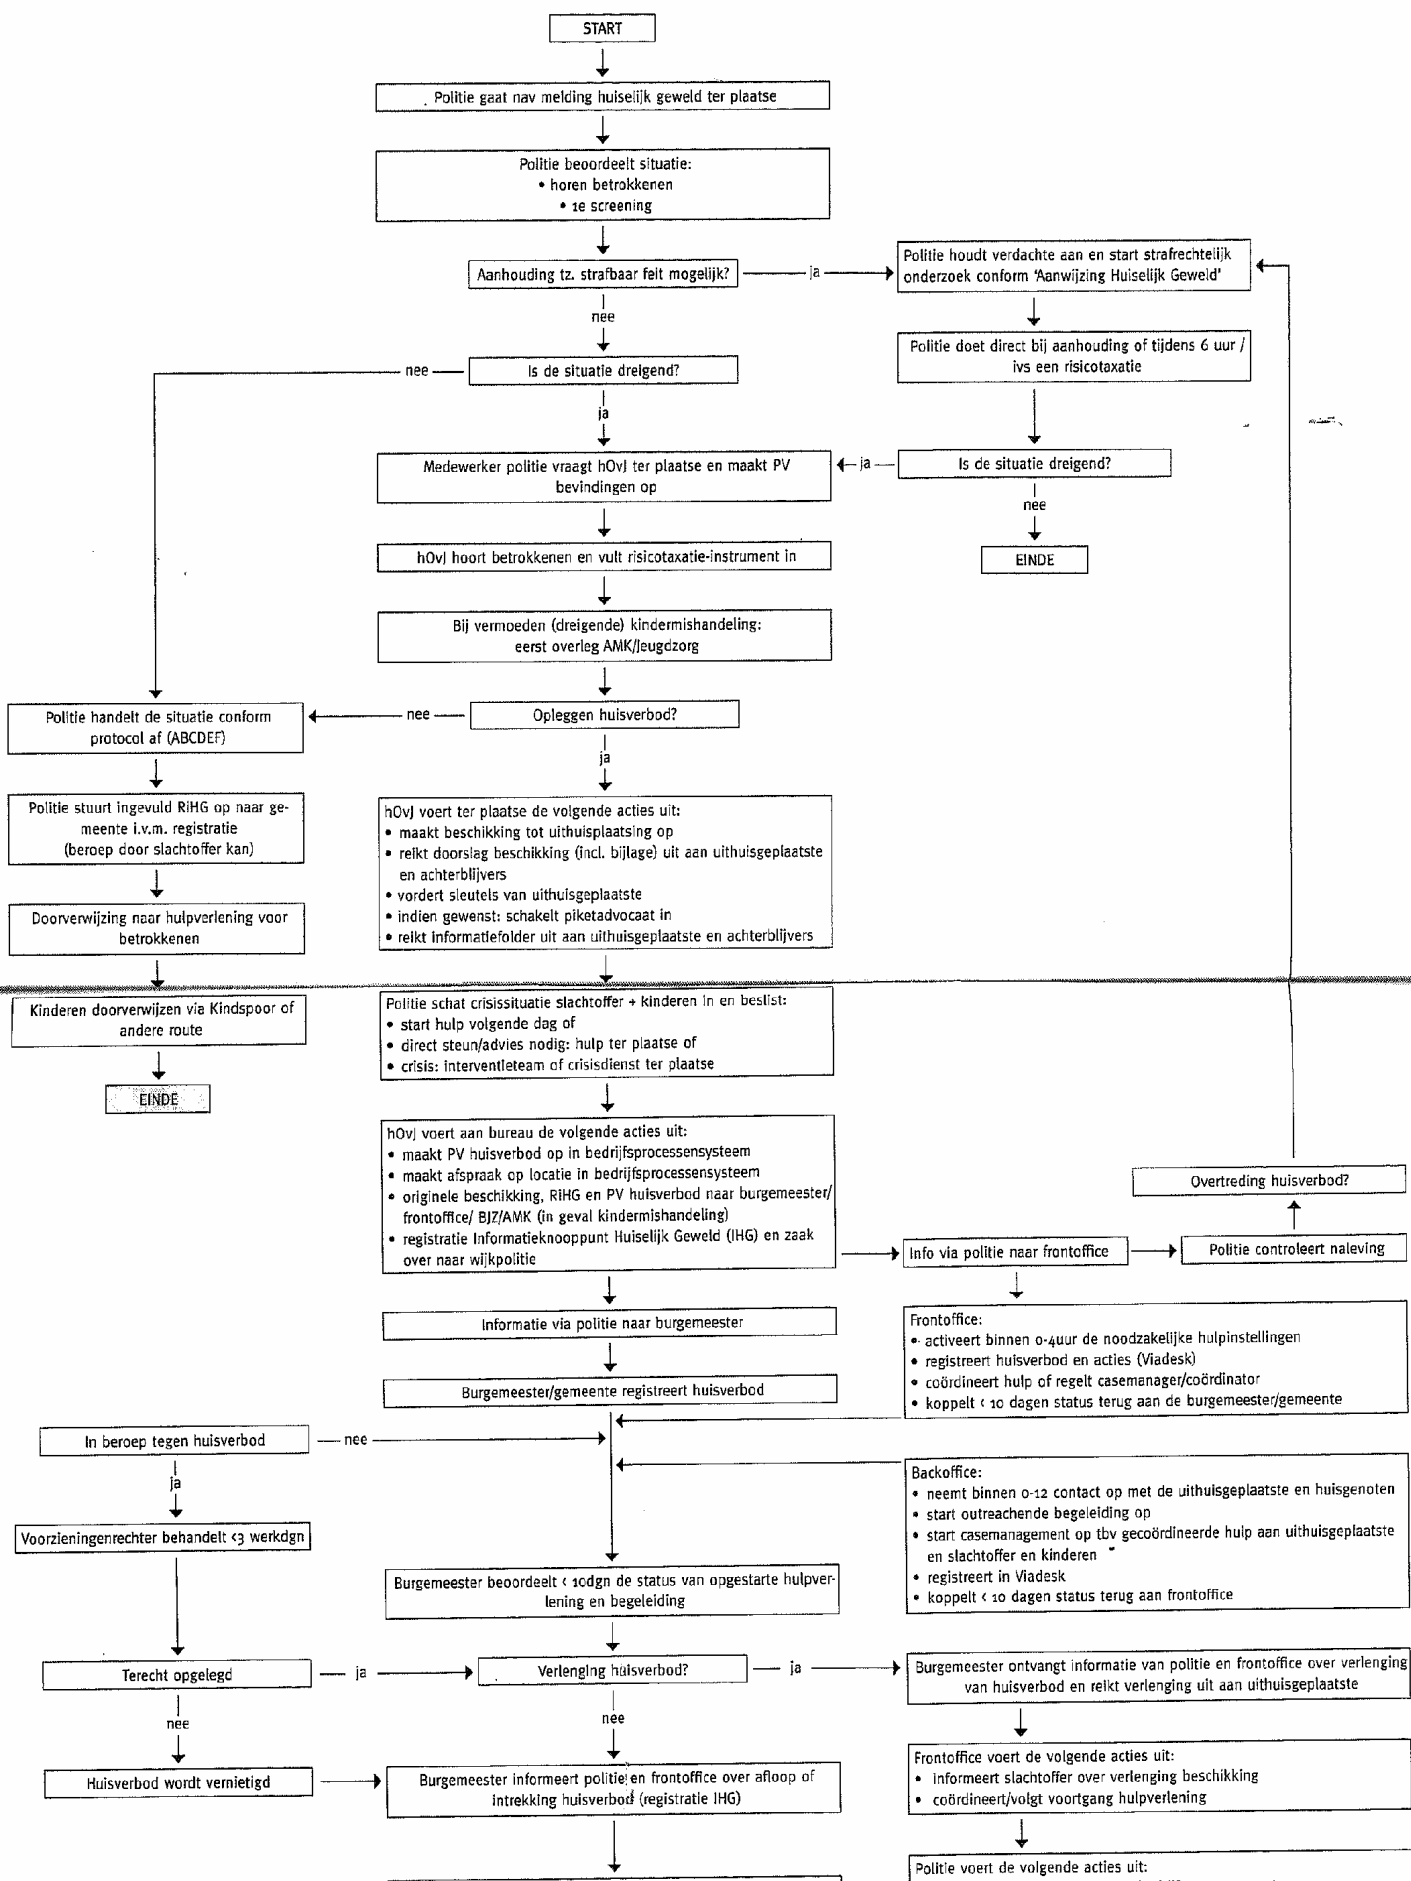 START
Politie gaat nav melding huiselijk geweld ter plaatse
Politie beoordeelt situatie:
• horen betrokkenen
• 1e screening
Aanhouding tz. strafbaar feit mogelijk?
ja
Politie houdt verdachte aan en start strafrechtelijk
onderzoek conform 'Aanwijzing Huiselijk Geweld'
nee
Politie doet direct bij aanhouding of tijdens 6 uur /
ivs een risicotaxatie
nee
Is de situatie dreigend?
ja
Medewerker politie vraagt hOvJ ter plaatse en maakt PV
bevindingen op
ja
Is de situatie dreigend?
nee
EINDE
hOvJ hoort betrokkenen en vult risicotaxatie-instrument in
Bij vermoeden (dreigende) kindermishandeling:
eerst overleg AMK/Jeugdzorg
Politie handelt de situatie conform
protocol af (ABCDEF)
nee
Opleggen huisverbod?
ja
Politie stuurt ingevuld RiHG op naar ge-
meente i.v.m. registratie
(beroep door slachtoffer kan)
Doorverwijzing naar hulpverlening voor
betrokkenen
hOvJ voert ter plaatse de volgende acties uit:
• maakt beschikking tot uithuisplaatsing op
• reikt doorslag beschikking (incl. bijlage) uit aan uithuisgeplaatste
en achterblijvers
• vordert sleutels van uithuisgeplaatste
• indien gewenst: schakelt piketadvocaat in
• reikt informatiefolder uit aan uithuisgeplaatste en achterblijvers
Kinderen doorverwijzen via Kindspoor of
andere route
EINDE
Politie schat crisissituatie slachtoffer + kinderen in en beslist:
• start hulp volgende dag of
• direct steun/advies nodig: hulp ter plaatse of
• crisis: interventieteam of crisisdienst ter plaatse
hOvJ voert aan bureau de volgende acties uit:
• maakt PV huisverbod op in bedrijfsprocessensysteem
• maakt afspraak op locatie in bedrijfsprocessensysteem
• originele beschikking, RiHG en PV huisverbod naar burgemeester/
frontoffice/ BJZ/AMK (in geval kindermishandeling)
• registratie Informatieknooppunt Huiselijk Geweld (IHG) en zaak
over naar wijkpolitie
Overtreding huisverbod?
Info via politie naar frontoffice
Politie controleert naleving
Informatie via politie naar burgemeester
Burgemeester/gemeente registreert huisverbod
Frontoffice:
• activeert binnen 0-4uur de noodzakelijke hulpinstellingen
• registreert huisverbod en acties (Viadesk)
• coördineert hulp of regelt casemanager/coördinator
• koppelt < 10 dagen status terug aan de burgemeester/gemeente
In beroep tegen huisverbod
nee
ja
Voorzieningenrechter behandelt <3 werkdgn
Backoffice:
• neemt binnen 0-12 contact op met de uithuisgeplaatste en huisgenoten
• start outreachende begeleiding op
• start casemanagement op tbv gecoördineerde hulp aan uithuisgeplaatste
en slachtoffer en kinderen
• registreert in Viadesk
• koppelt < 10 dagen status terug aan frontoffice
Burgemeester beoordeelt < 10dgn de status van opgestarte hulpver-
lening en begeleiding
Terecht opgelegd
ja
Verlenging huisverbod?
ja
Burgemeester ontvangt informatie van politie en frontoffice over verlenging
van huisverbod en reikt verlenging uit aan uithuisgeplaatste
nee
nee
Huisverbod wordt vernietigd
Burgemeester informeert politie en frontoffice over afloop of
intrekking huisverbod (registratie IHG)
Frontoffice voert de volgende acties uit:
• informeert slachtoffer over verlenging beschikking
• coördineert/volgt voortgang hulpverlening
Politie voert de volgende acties uit: